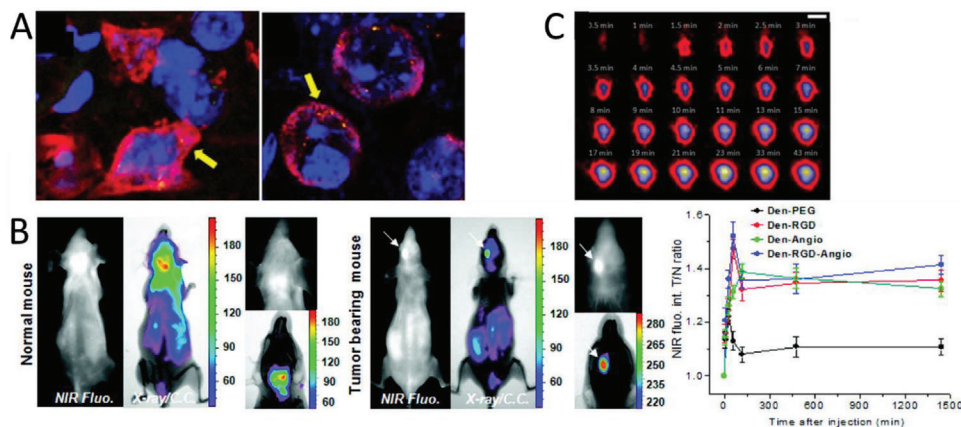 A
C
3.5 min 1 min 1.5 min 2 min 2.5 min 3 min
3.5 min 4 min 4.5 min 5 min 6 min 7 min
8 min 9 min 10 min 11 min 13 min 15 min
17 min 19 min 21 min 23 min 33 min 43 min
B
Normal mouse
NIR Fluo.
X-ray/C.C.
180
150
120
90
60
180
150
120
90
60
Tumor bearing mouse
NIR Fluo.
X-ray/C.C.
180
150
120
90
60
280
265
250
235
220
NIR fluo. int. T/N ratio
1.6
1.4
1.2
1.0
Den-PEG
Den-RGD
Den-Angio
Den-RGD-Angio
0 300 600 900 1200 1500
Time after injection (min)